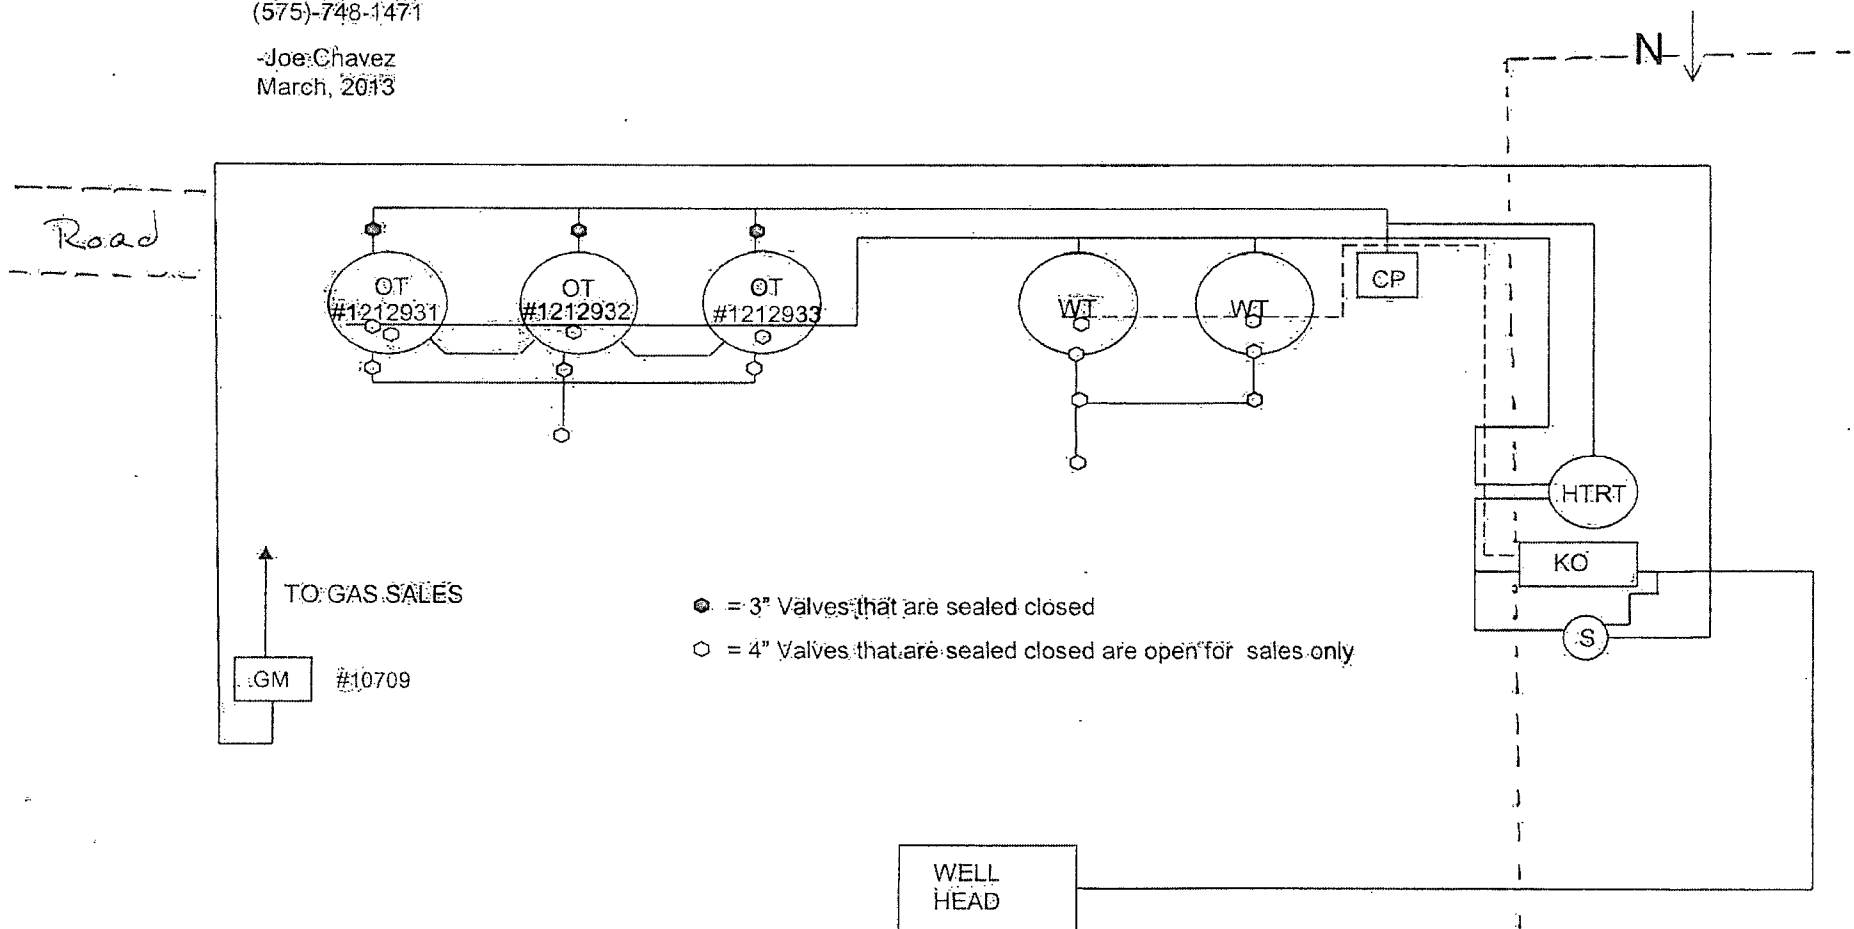 (575)-748-1471
-Joe Chavez
March, 2013
N
Road
OT
#1212931
OT
#1212932
OT
#1212933
WT
WT
CP
HTRT
KO
S
TO GAS SALES
GM
#10709
= 3" Valves that are sealed closed
= 4" Valves that are sealed closed are open for sales only
WELL
HEAD